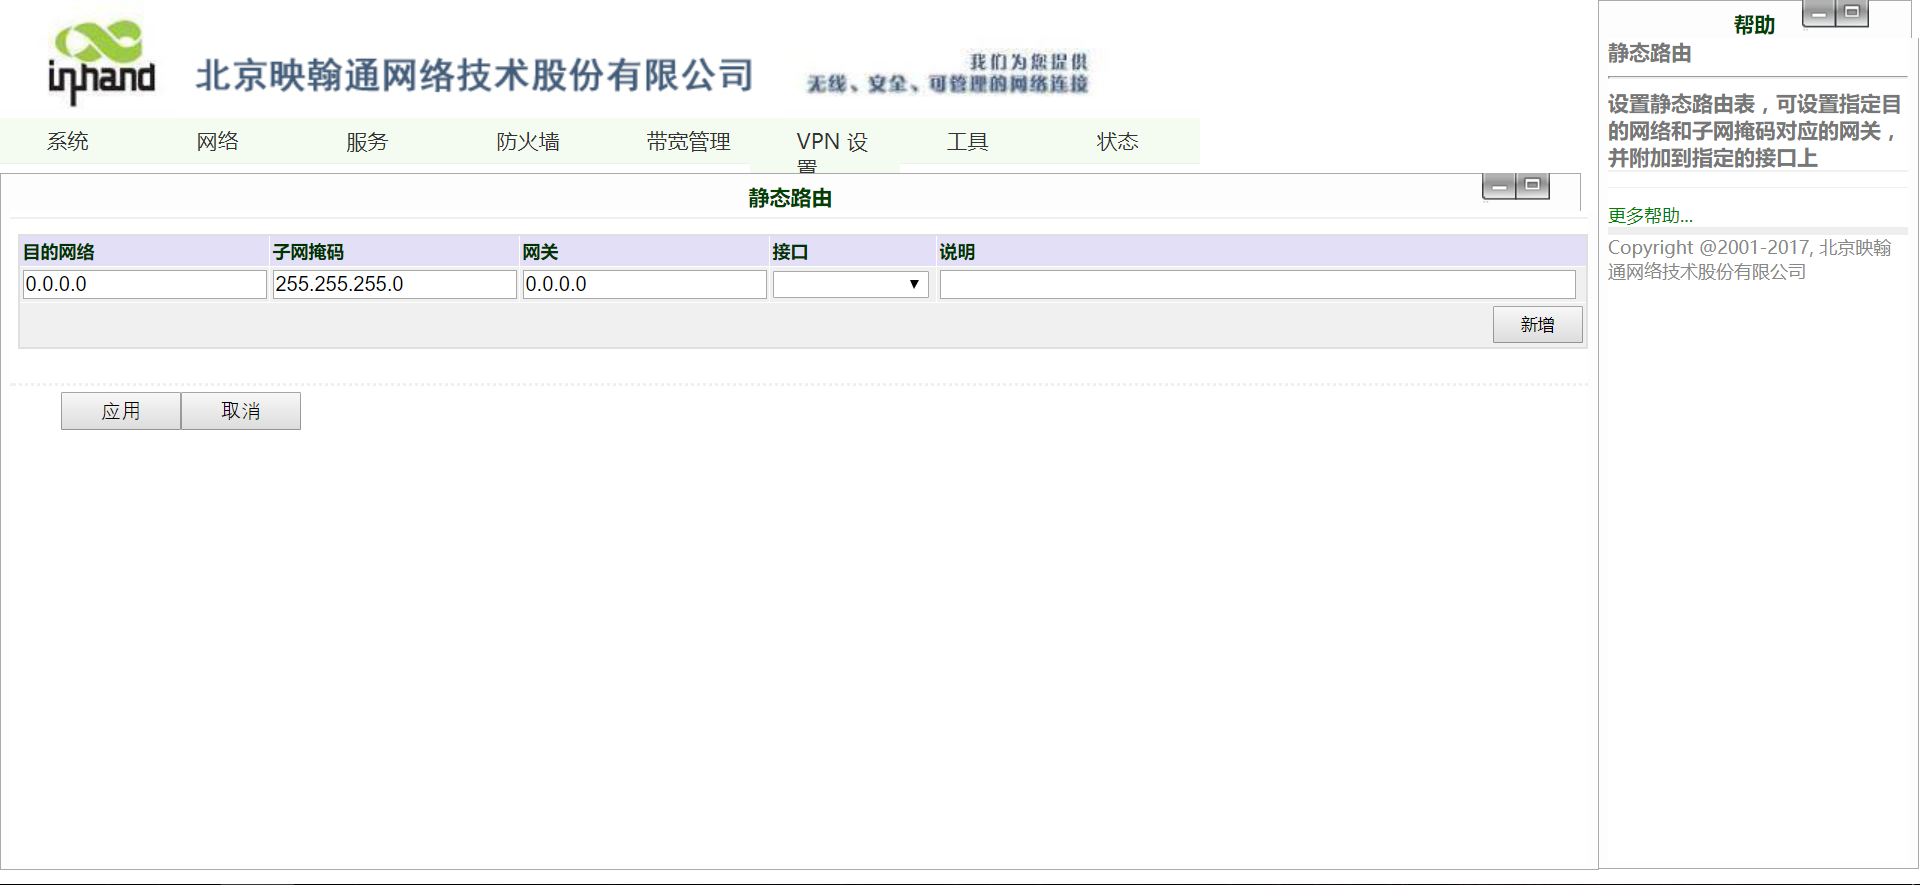 inhand
北京映翰通网络技术股份有限公司
我们为您提供
无线、安全、可管理的网络连接
系统 网络 服务 防火墙 带宽管理 VPN 设置 工具 状态
静态路由
目的网络 子网掩码 网关 接口 说明
0.0.0.0 255.255.255.0 0.0.0.0
新增
应用 取消
帮助
静态路由
设置静态路由表，可设置指定目
的网络和子网掩码对应的网关，
并附加到指定的接口上
更多帮助...
Copyright @2001-2017, 北京映翰
通网络技术股份有限公司